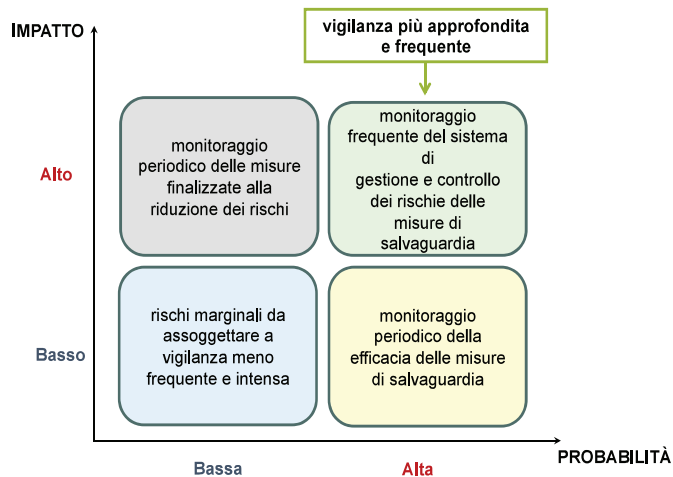 IMPATTO
vigilanza più approfondita
e frequente
Alto
monitoraggio
periodico delle misure
finalizzate alla
riduzione dei rischi
monitoraggio
frequente del sistema
di
gestione e controllo
dei rischie delle
misure di
salvaguardia
Basso
rischi marginali da
assoggettare a
vigilanza meno
frequente e intensa
monitoraggio
periodico della
efficacia delle misure
di salvaguardia
Bassa
Alta
PROBABILITÀ